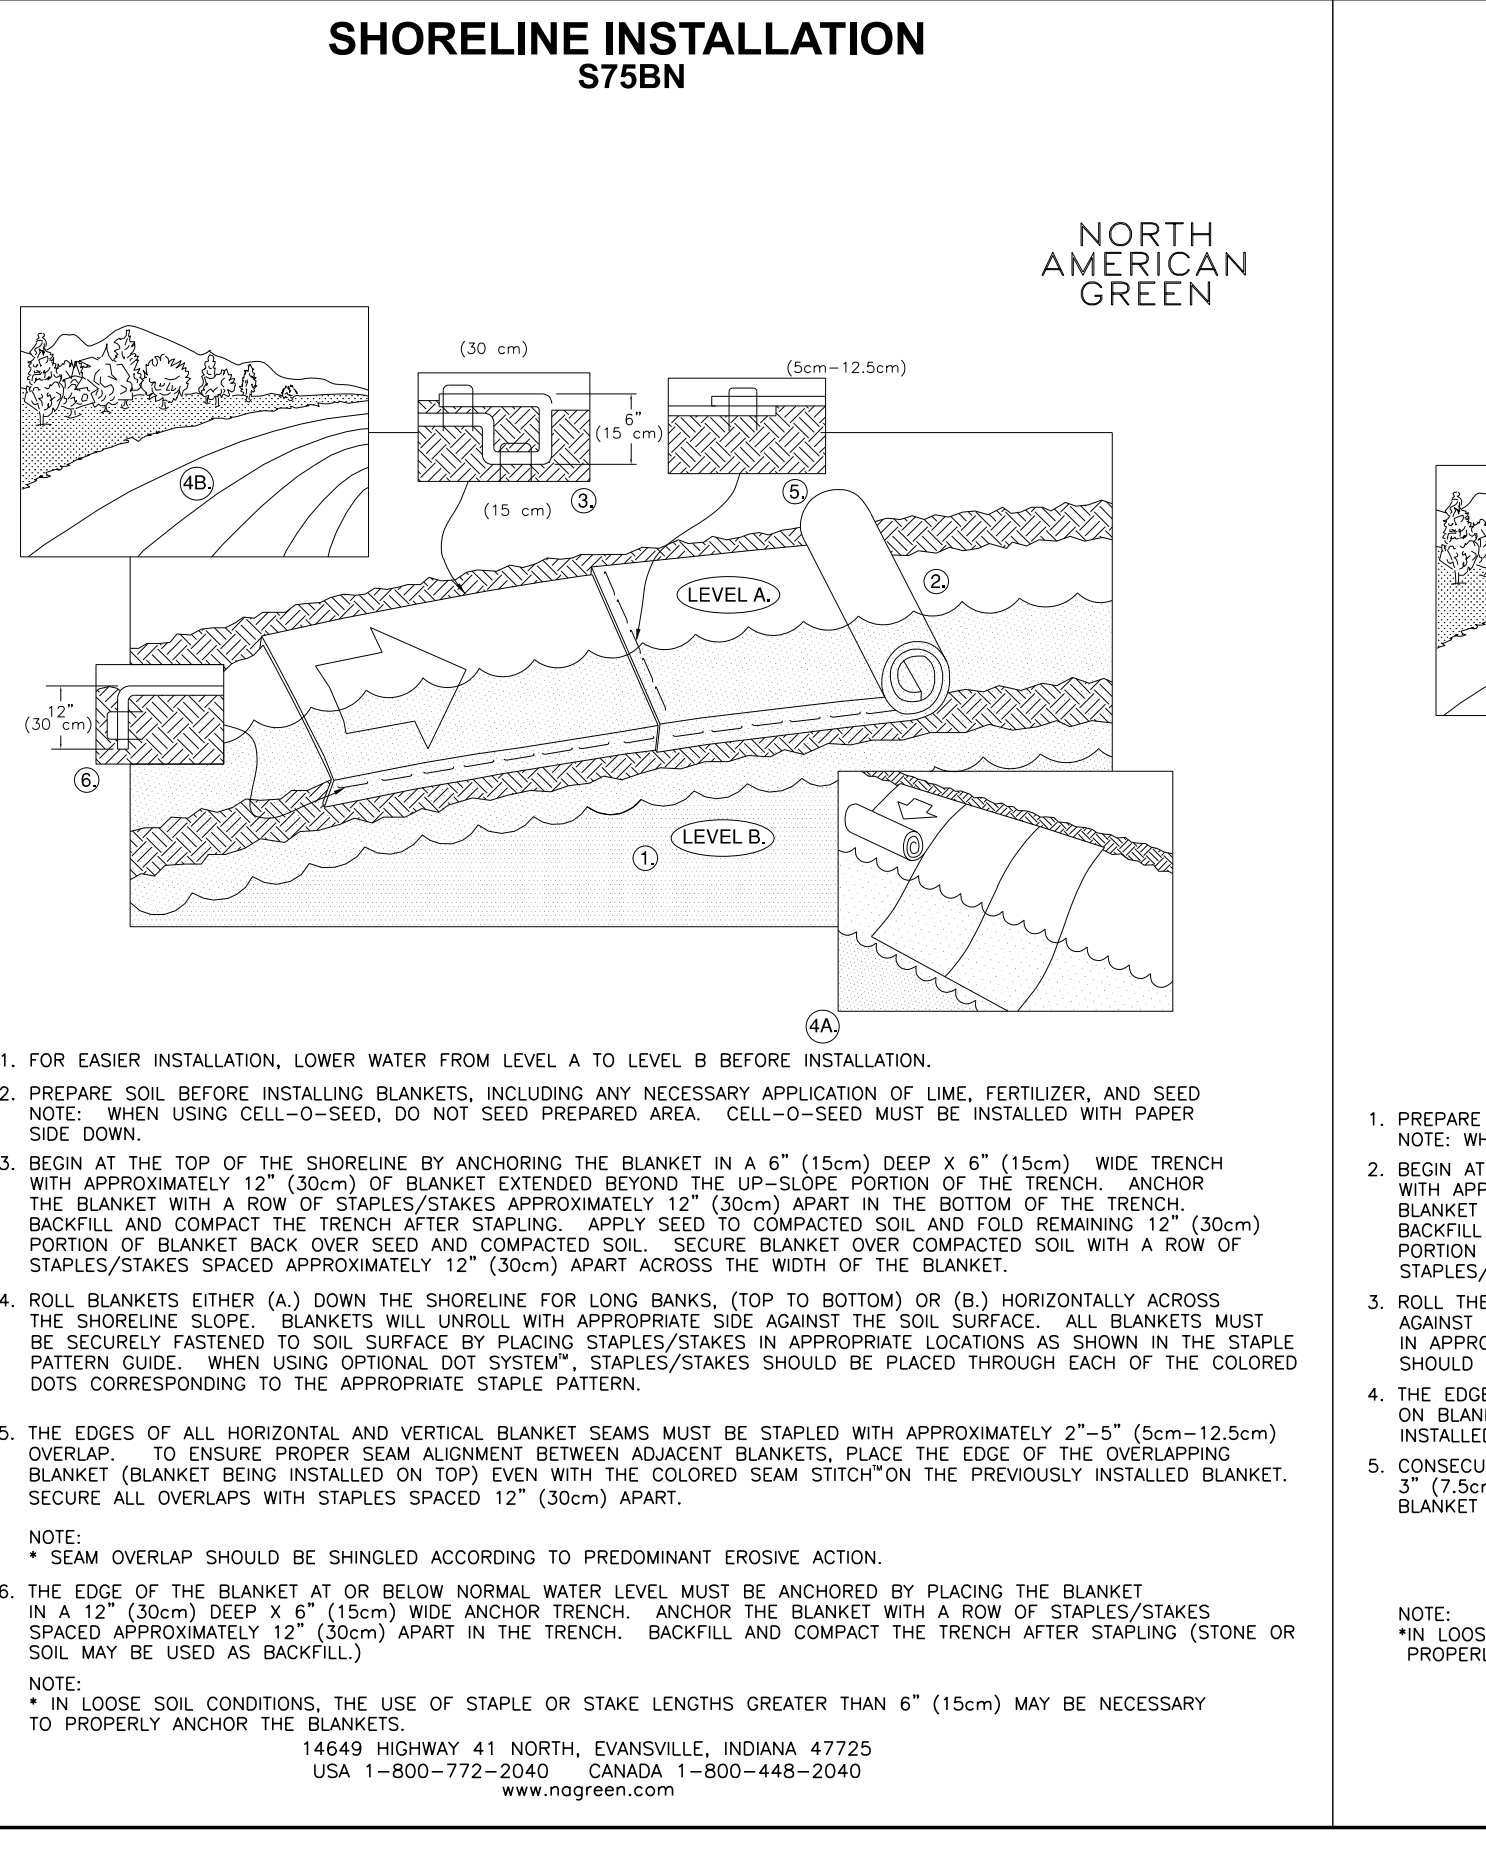 SHORELINE INSTALLATION
S75BN
NORTH
AMERICAN
GREEN
(30 cm)
(5cm-12.5cm)
6"
(15 cm)
4B.
(15 cm)
3.
5.
2.
LEVEL A.
12"
(30 cm)
6.
LEVEL B.
1.
4A.
1. FOR EASIER INSTALLATION, LOWER WATER FROM LEVEL A TO LEVEL B BEFORE INSTALLATION.
2. PREPARE SOIL BEFORE INSTALLING BLANKETS, INCLUDING ANY NECESSARY APPLICATION OF LIME, FERTILIZER, AND SEED
NOTE: WHEN USING CELL-O-SEED, DO NOT SEED PREPARED AREA. CELL-O-SEED MUST BE INSTALLED WITH PAPER
SIDE DOWN.
3. BEGIN AT THE TOP OF THE SHORELINE BY ANCHORING THE BLANKET IN A 6" (15cm) DEEP X 6" (15cm) WIDE TRENCH
WITH APPROXIMATELY 12" (30cm) OF BLANKET EXTENDED BEYOND THE UP-SLOPE PORTION OF THE TRENCH. ANCHOR
THE BLANKET WITH A ROW OF STAPLES/STAKES APPROXIMATELY 12" (30cm) APART IN THE BOTTOM OF THE TRENCH.
BACKFILL AND COMPACT THE TRENCH AFTER STAPLING. APPLY SEED TO COMPACTED SOIL AND FOLD REMAINING 12" (30cm)
PORTION OF BLANKET BACK OVER SEED AND COMPACTED SOIL. SECURE BLANKET OVER COMPACTED SOIL WITH A ROW OF
STAPLES/STAKES SPACED APPROXIMATELY 12" (30cm) APART ACROSS THE WIDTH OF THE BLANKET.
4. ROLL BLANKETS EITHER (A.) DOWN THE SHORELINE FOR LONG BANKS, (TOP TO BOTTOM) OR (B.) HORIZONTALLY ACROSS
THE SHORELINE SLOPE. BLANKETS WILL UNROLL WITH APPROPRIATE SIDE AGAINST THE SOIL SURFACE. ALL BLANKETS MUST
BE SECURELY FASTENED TO SOIL SURFACE BY PLACING STAPLES/STAKES IN APPROPRIATE LOCATIONS AS SHOWN IN THE STAPLE
PATTERN GUIDE. WHEN USING OPTIONAL DOT SYSTEM™, STAPLES/STAKES SHOULD BE PLACED THROUGH EACH OF THE COLORED
DOTS CORRESPONDING TO THE APPROPRIATE STAPLE PATTERN.
5. THE EDGES OF ALL HORIZONTAL AND VERTICAL BLANKET SEAMS MUST BE STAPLED WITH APPROXIMATELY 2"-5" (5cm-12.5cm)
OVERLAP. TO ENSURE PROPER SEAM ALIGNMENT BETWEEN ADJACENT BLANKETS, PLACE THE EDGE OF THE OVERLAPPING
BLANKET (BLANKET BEING INSTALLED ON TOP) EVEN WITH THE COLORED SEAM STITCH™ON THE PREVIOUSLY INSTALLED BLANKET.
SECURE ALL OVERLAPS WITH STAPLES SPACED 12" (30cm) APART.
NOTE:
* SEAM OVERLAP SHOULD BE SHINGLED ACCORDING TO PREDOMINANT EROSIVE ACTION.
6. THE EDGE OF THE BLANKET AT OR BELOW NORMAL WATER LEVEL MUST BE ANCHORED BY PLACING THE BLANKET
IN A 12" (30cm) DEEP X 6" (15cm) WIDE ANCHOR TRENCH. ANCHOR THE BLANKET WITH A ROW OF STAPLES/STAKES
SPACED APPROXIMATELY 12" (30cm) APART IN THE TRENCH. BACKFILL AND COMPACT THE TRENCH AFTER STAPLING (STONE OR
SOIL MAY BE USED AS BACKFILL.)
NOTE:
* IN LOOSE SOIL CONDITIONS, THE USE OF STAPLE OR STAKE LENGTHS GREATER THAN 6" (15cm) MAY BE NECESSARY
TO PROPERLY ANCHOR THE BLANKETS.
14649 HIGHWAY 41 NORTH, EVANSVILLE, INDIANA 47725
USA 1-800-772-2040 CANADA 1-800-448-2040
www.nagreen.com
1. PREPARE
NOTE:
2. BEGIN AT
WITH
BLANKET
BACKFILL
PORTION
3. ROLL
AGAINST
IN
SHOULD
4. THE
ON
5.
3"
BLANKET
NOTE:
*IN